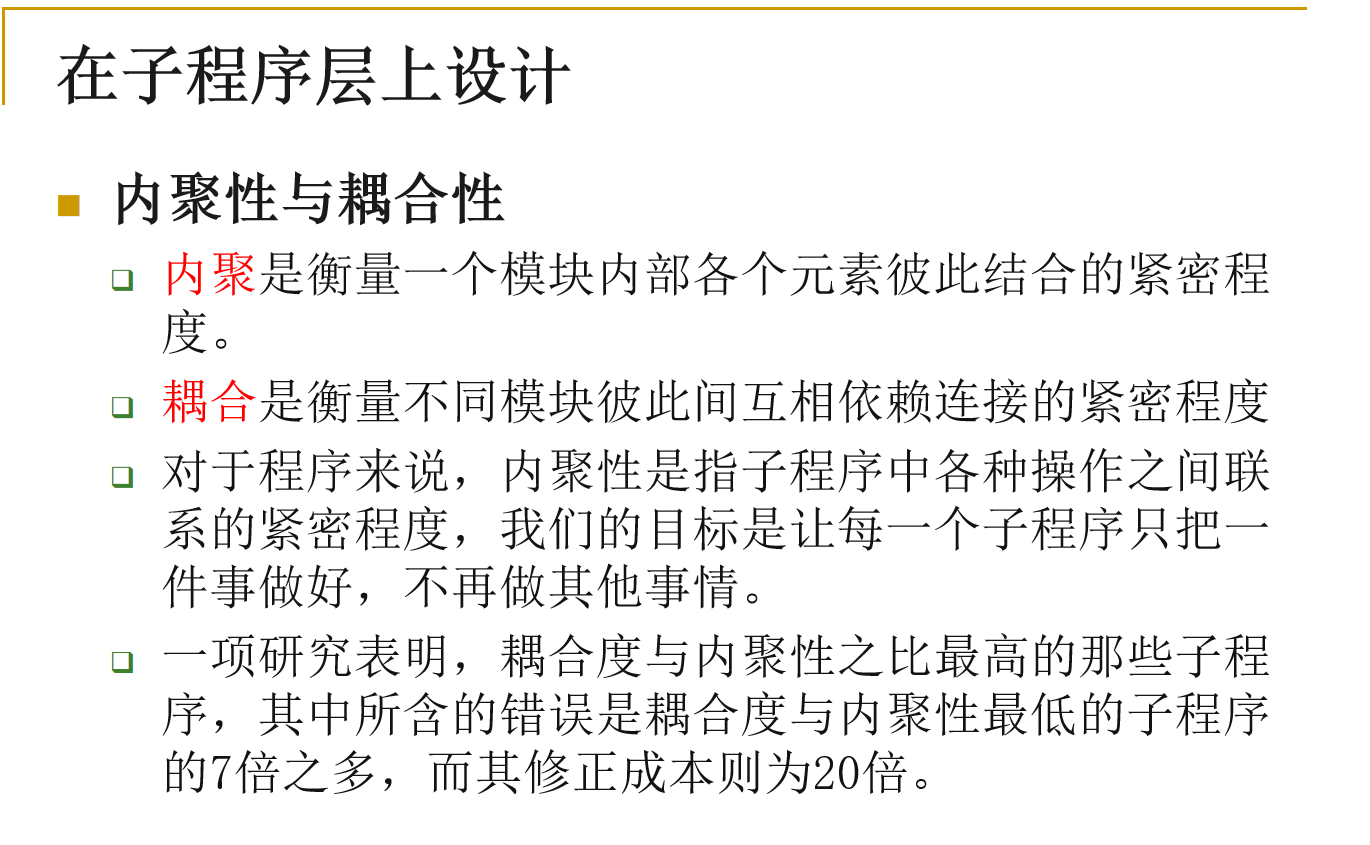 在子程序层上设计
内聚性与耦合性
内聚是衡量一个模块内部各个元素彼此结合的紧密程
度。
耦合是衡量不同模块彼此间互相依赖连接的紧密程度
对于程序来说，内聚性是指子程序中各种操作之间联
系的紧密程度，我们的目标是让每一个子程序只把一
件事做好，不再做其他事情。
一项研究表明，耦合度与内聚性之比最高的那些子程
序，其中所含的错误是耦合度与内聚性最低的子程序
的7倍之多，而其修正成本则为20倍。